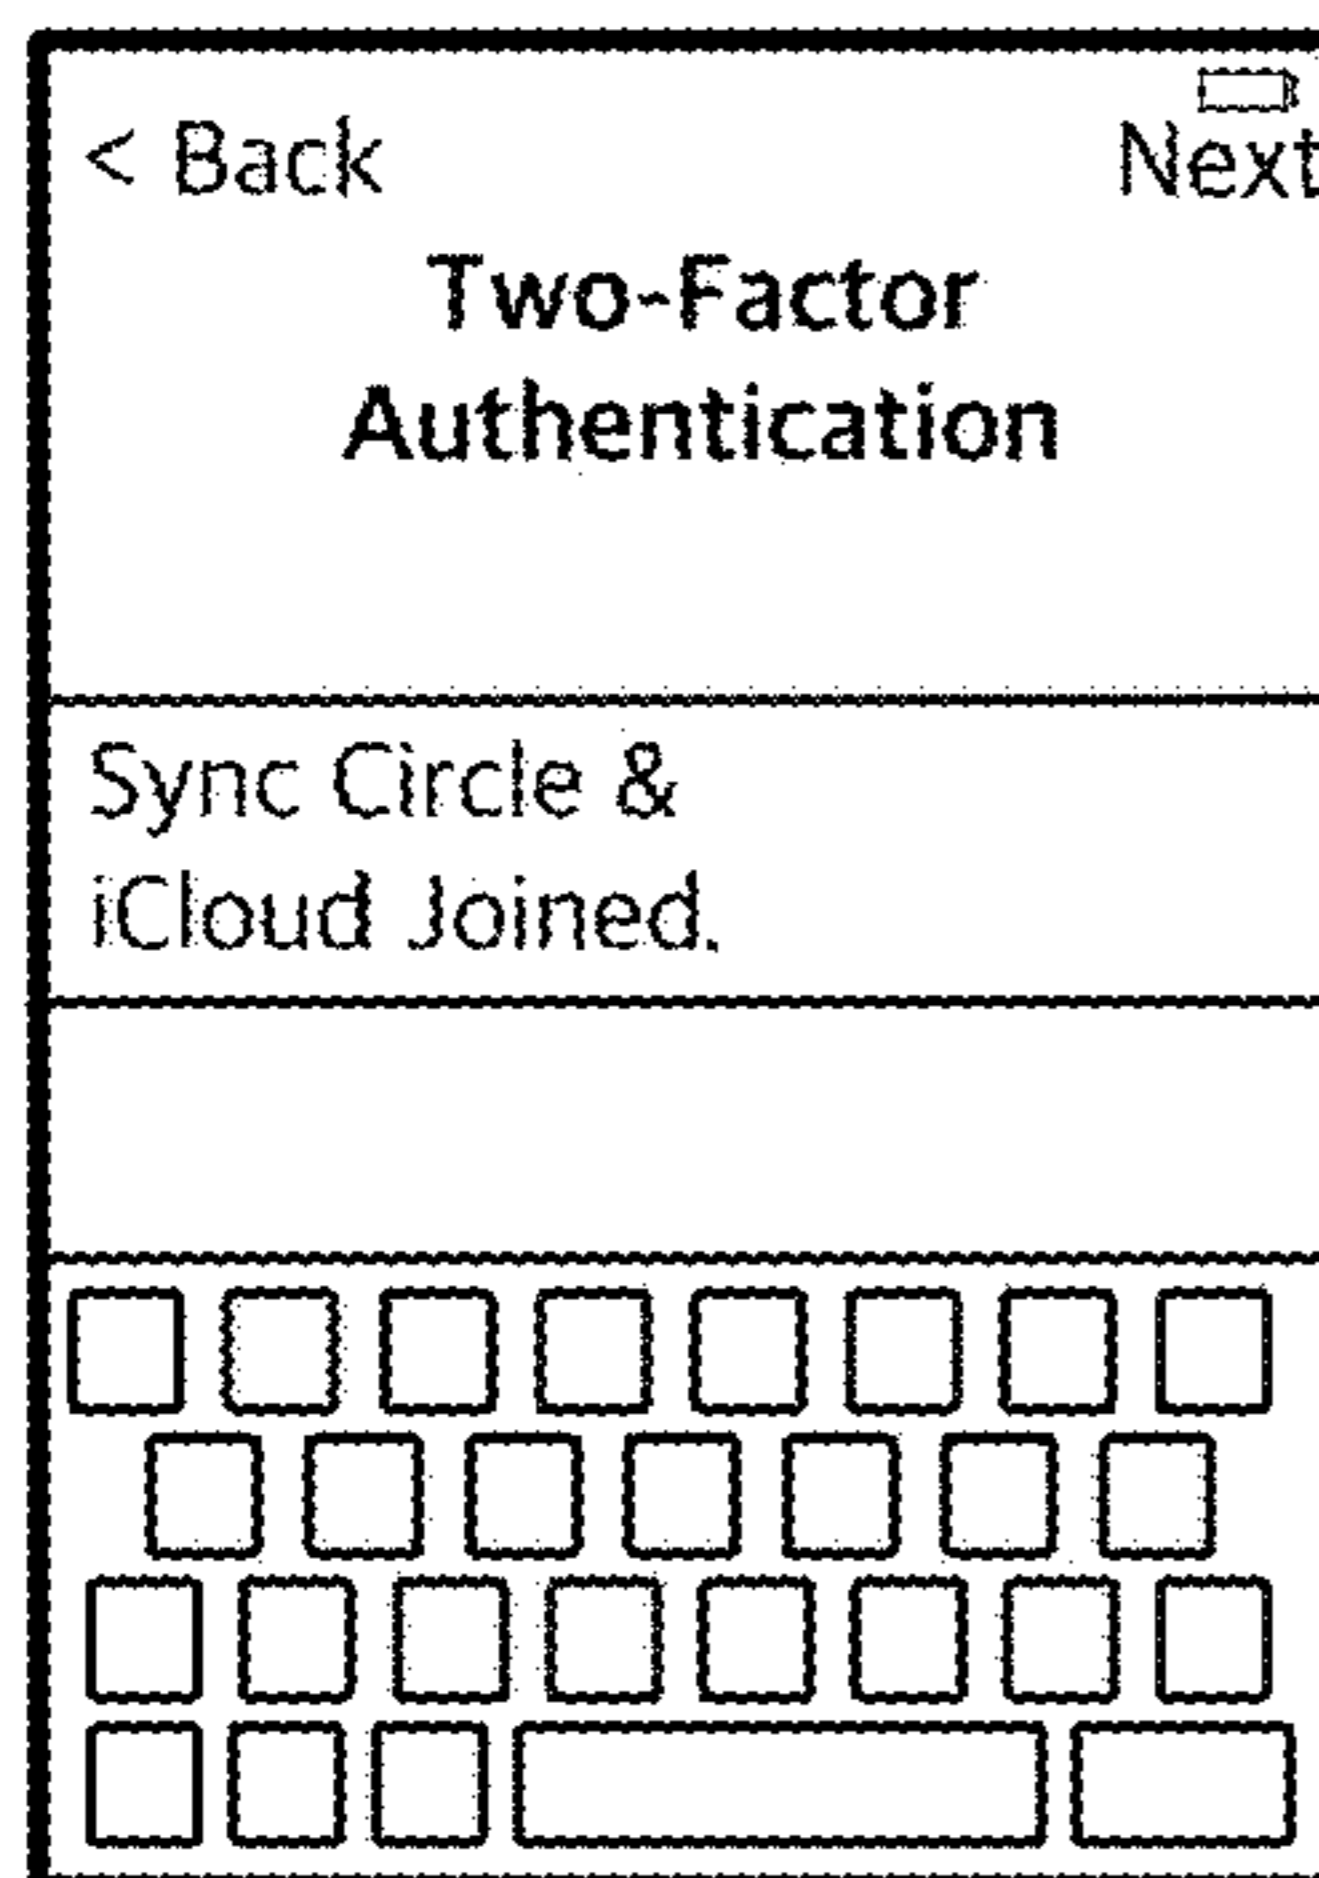 < Back Next
Two-Factor
Authentication
Sync Circle &
iCloud Joined.